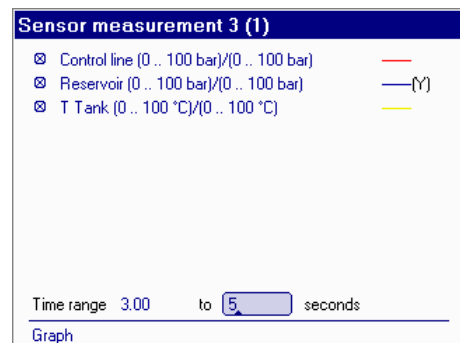 Sensor measurement 3 (1)
Control line (0 .. 100 bar)/(0 .. 100 bar)
Reservoir (0 .. 100 bar)/(0 .. 100 bar) (Y)
T Tank (0 .. 100 °C)/(0 .. 100 °C)
Time range 3.00 to 5 seconds
Graph